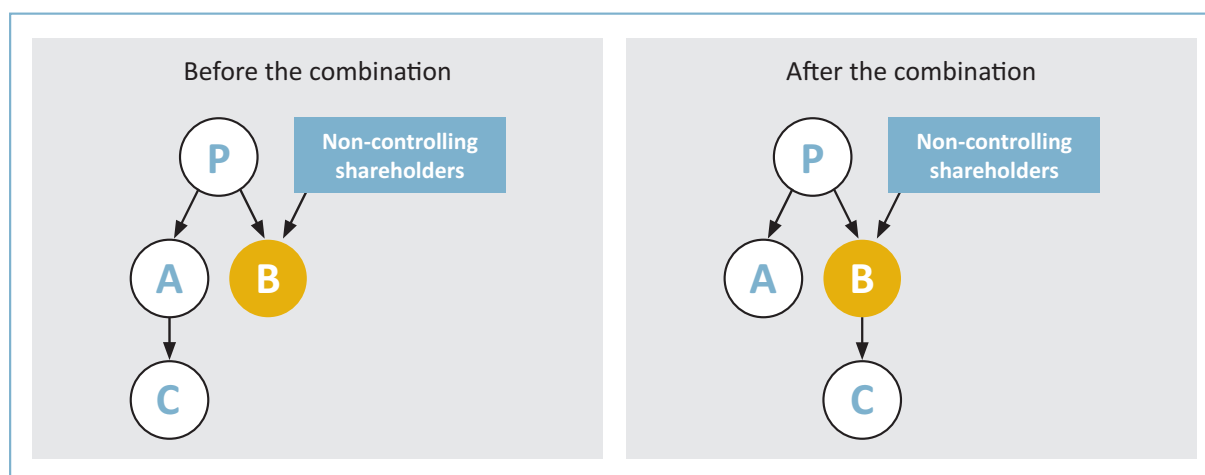 Before the combination
P
Non-controlling
shareholders
A
B
C
After the combination
P
Non-controlling
shareholders
A
B
C